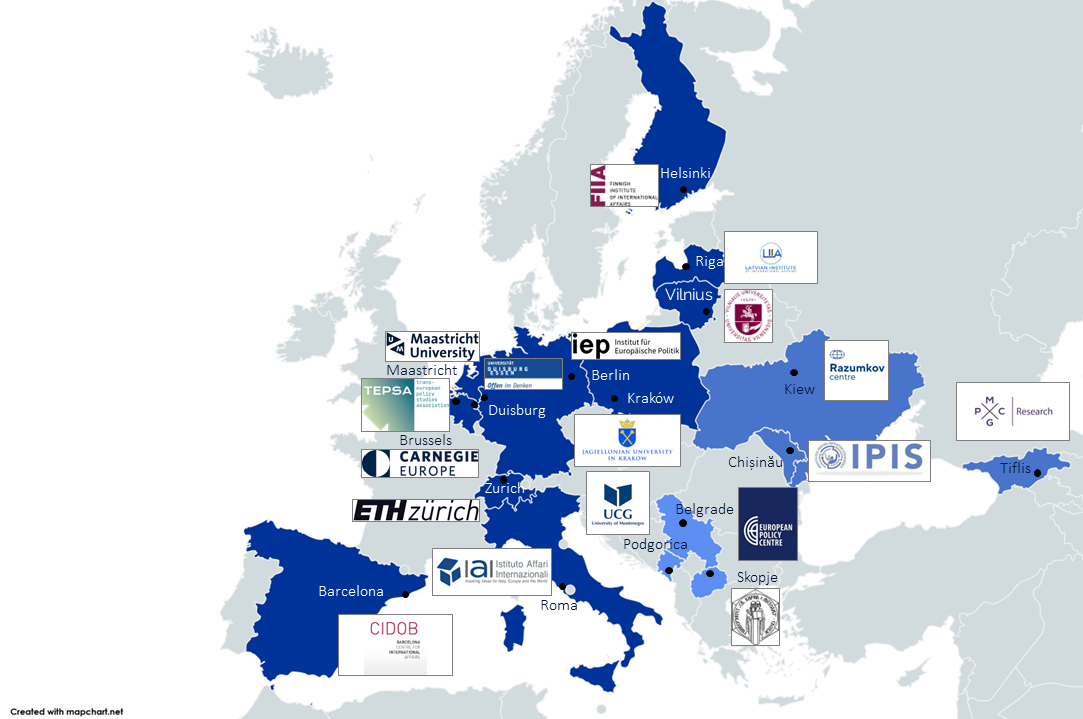 Helsinki
FIIA
FINNISH
INSTITUTE
OF INTERNATIONAL
AFFAIRS
Riga
LIIA
LATVIAN INSTITUTE
OF INTERNATIONAL AFFAIRS
Vilnius
Maastricht
University
UM
Maastricht
iep
Institut für
Europäische Politik
UNIVERSITÄT
DUISBURG
ESSEN
Offen im Denken
Berlin
Razumkov
centre
Kiew
TEPSA
trans-
european
policy
studies
association
Duisburg
Kraków
JAGIELLONIAN UNIVERSITY
IN KRAKÓW
MPCG
Research
Brussels
CARNEGIE
EUROPE
Chișinău
IPIS
Tiflis
Zurich
ETH zürich
UCG
University of Montenegro
Belgrade
EUROPEAN
POLICY
CENTRE
Podgorica
IAI
Istituto Affari
Internazionali
Inspiring Ideas for Italy, Europe and the World
Skopje
Barcelona
Roma
CIDOB
BARCELONA
CENTRE FOR
INTERNATIONAL
AFFAIRS
Created with mapchart.net